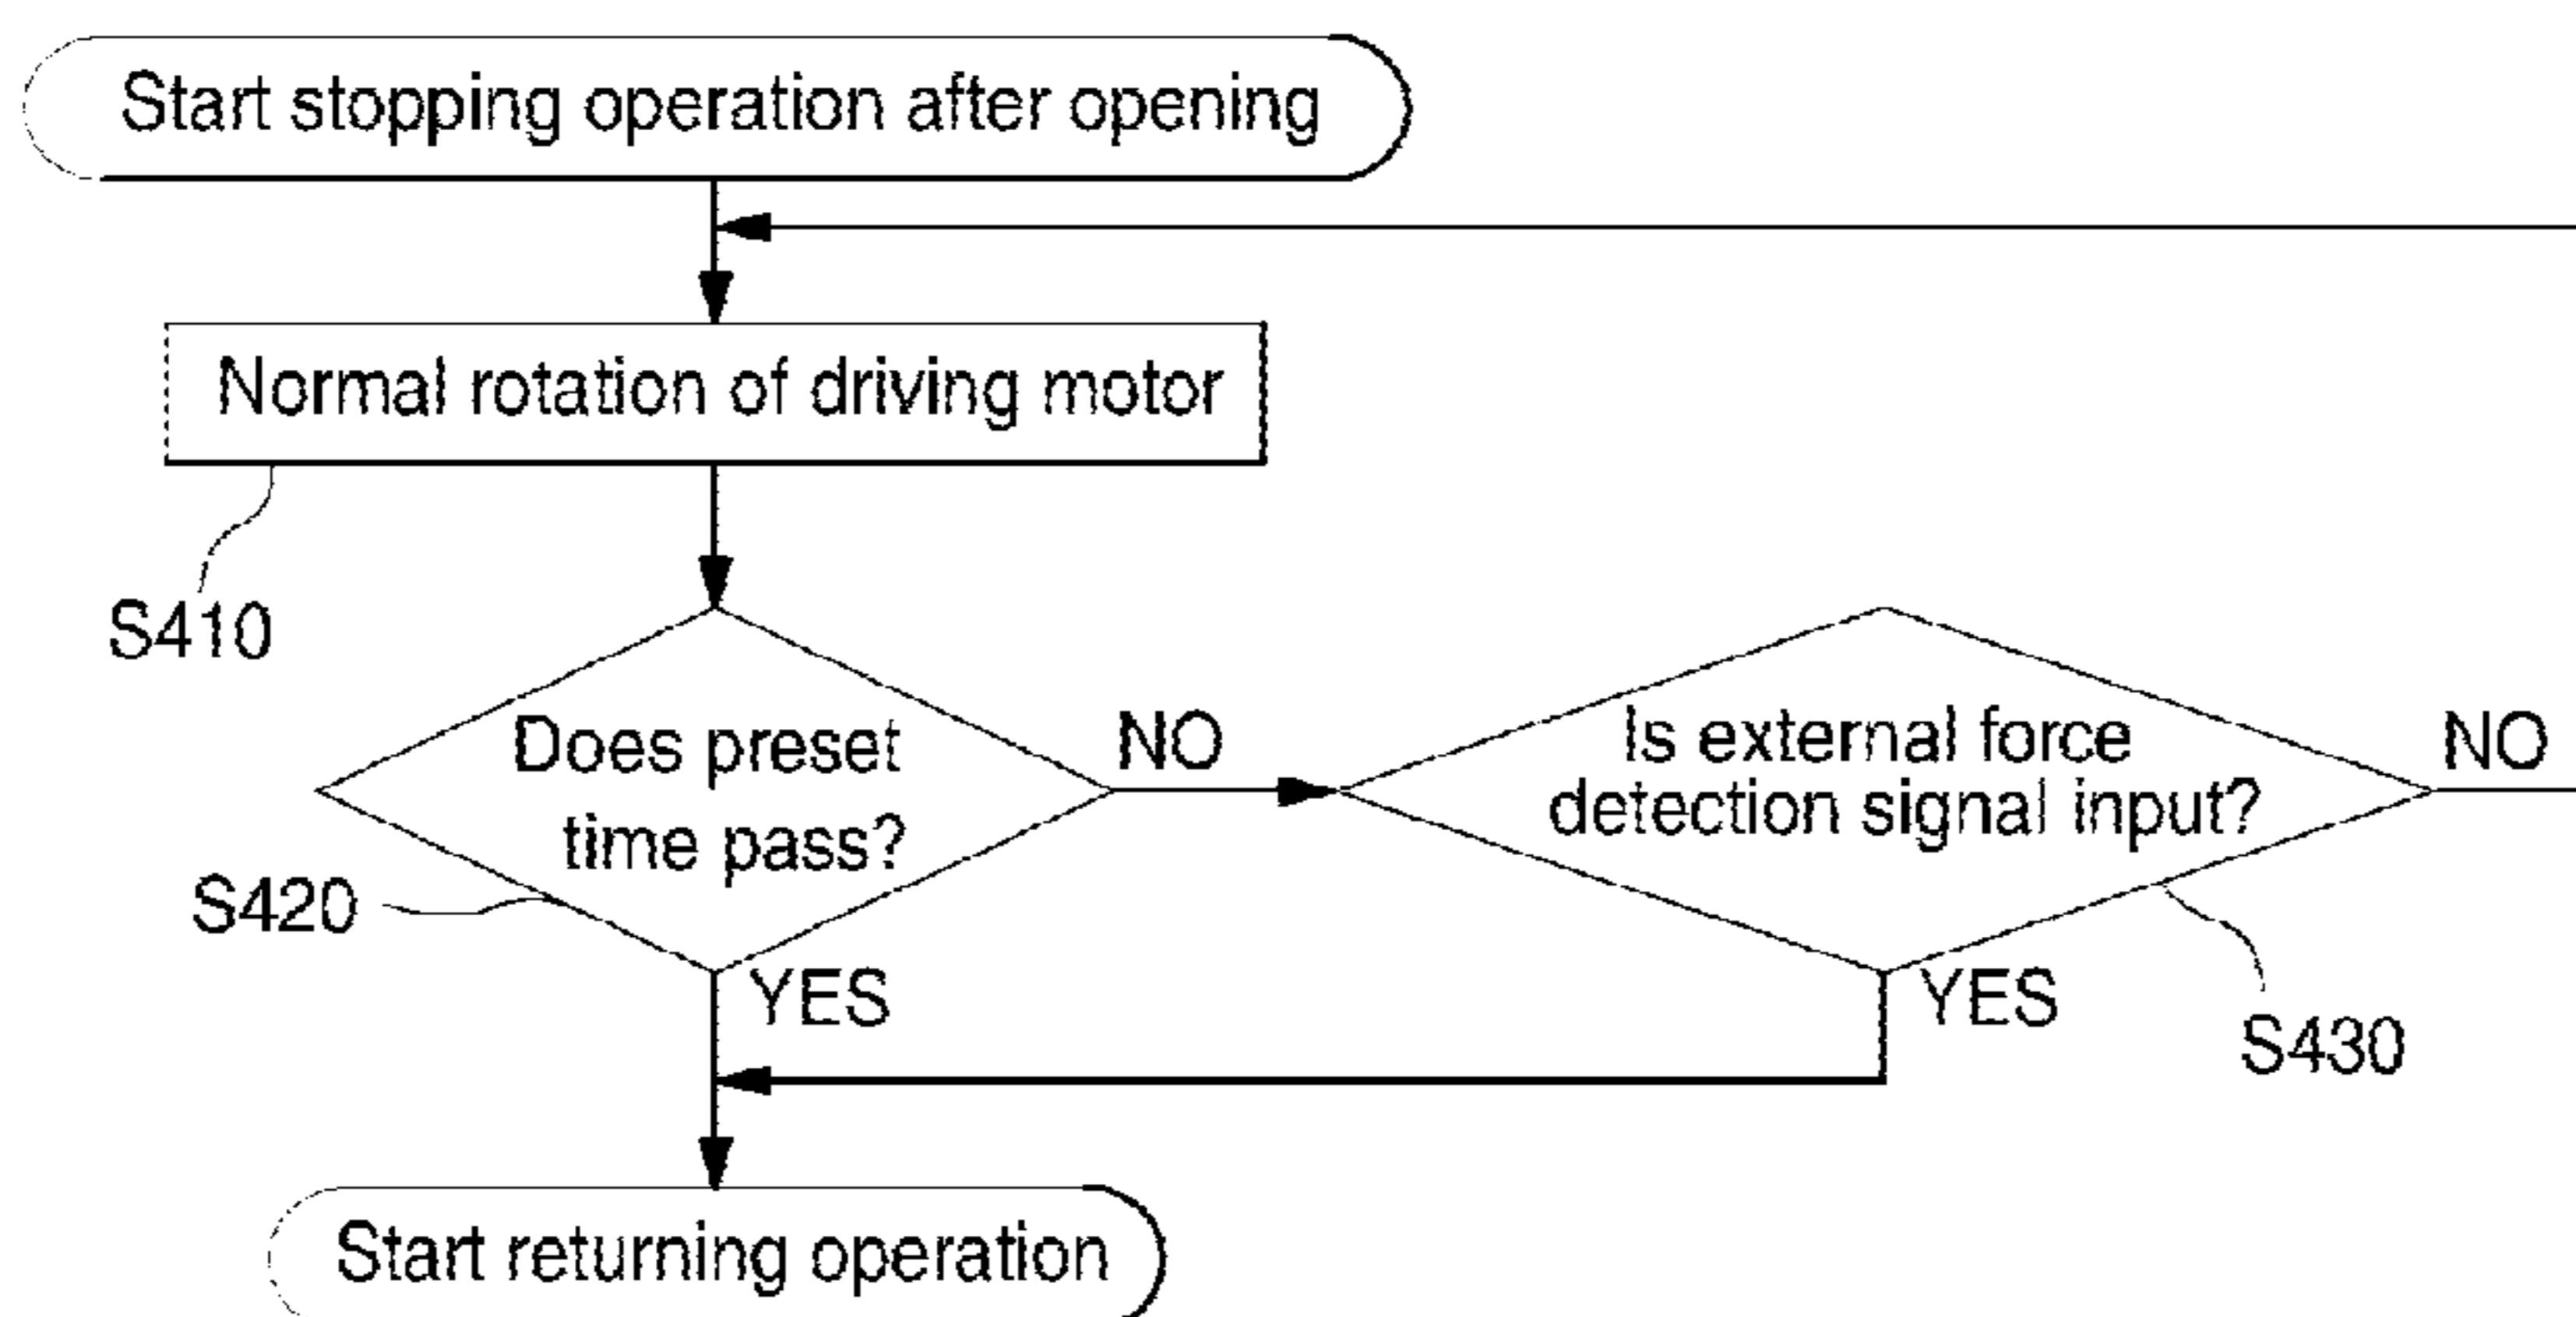 Start stopping operation after opening
Normal rotation of driving motor
S410
Does preset
time pass?
NO
Is external force
detection signal input?
NO
S420
YES
YES
S430
Start returning operation